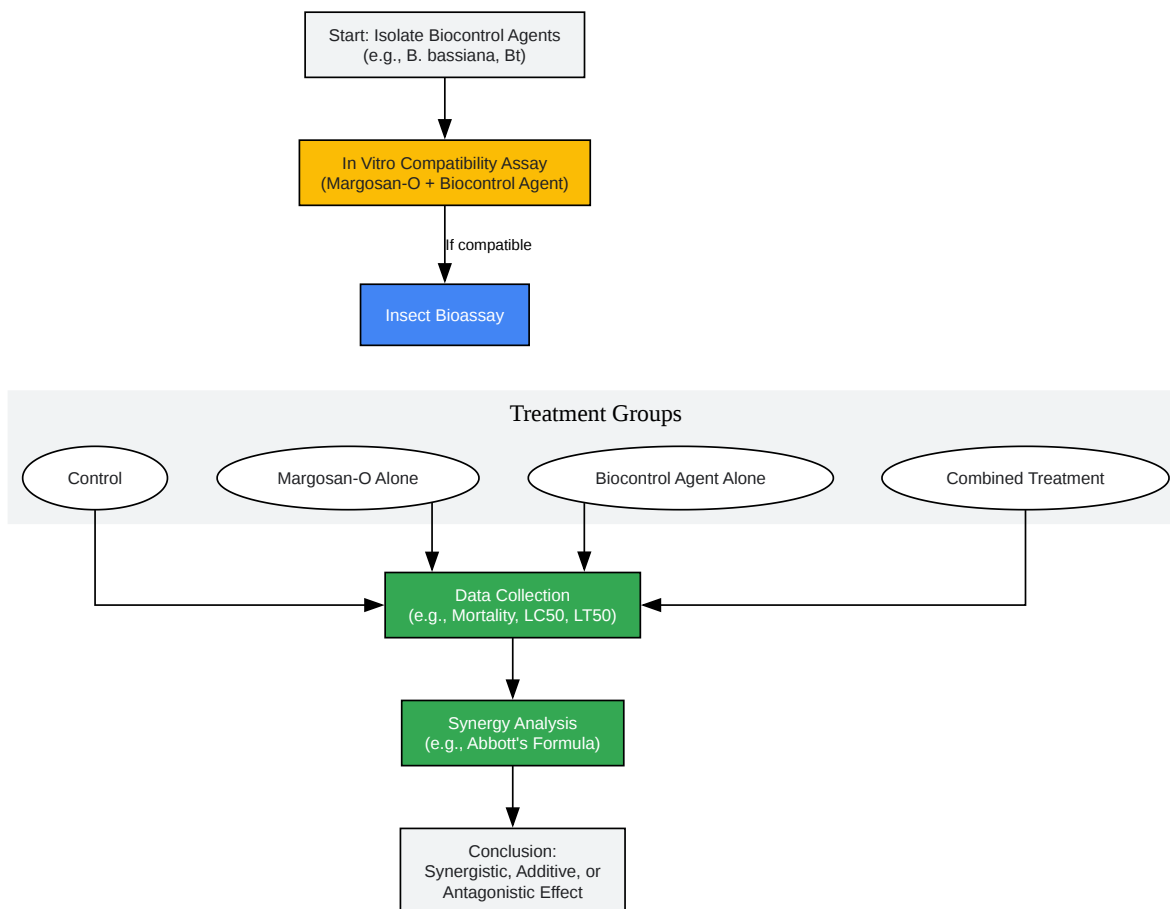 Start: Isolate Biocontrol Agents
(e.g., B. bassiana, Bt)
In Vitro Compatibility Assay
(Margosan-O + Biocontrol Agent)
If compatible
Insect Bioassay
Treatment Groups
Control
Margosan-O Alone
Biocontrol Agent Alone
Combined Treatment
Data Collection
(e.g., Mortality, LC50, LT50)
Synergy Analysis
(e.g., Abbott's Formula)
Conclusion:
Synergistic, Additive, or
Antagonistic Effect